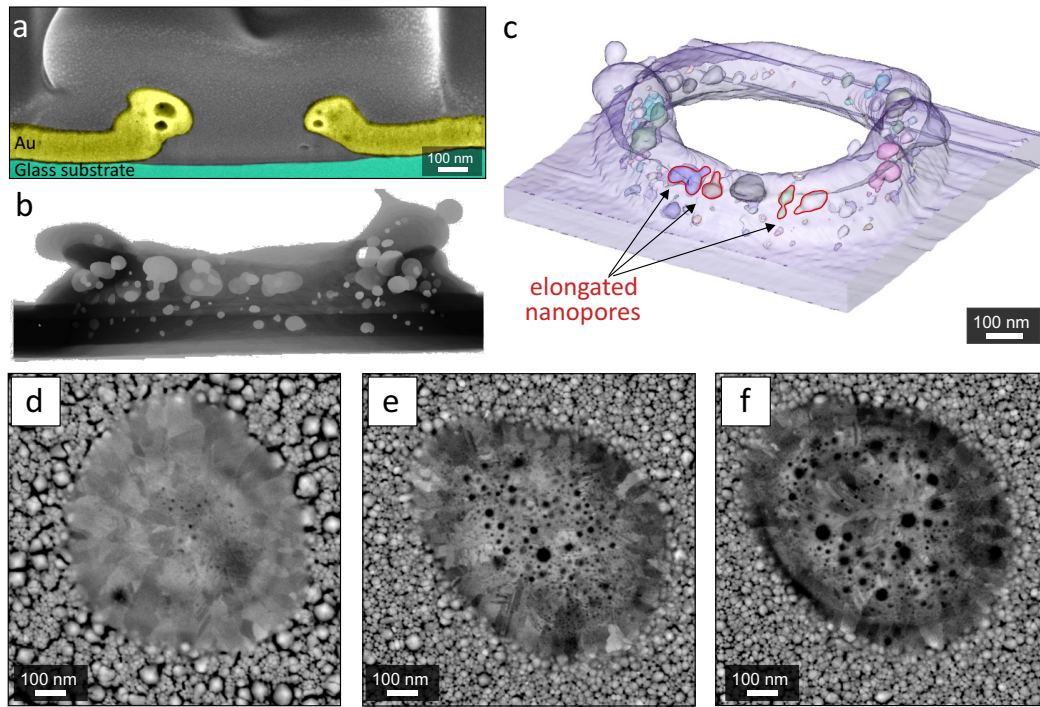 a
Au
Glass substrate
100 nm
b
c
elongated
nanopores
100 nm
d
100 nm
e
100 nm
f
100 nm